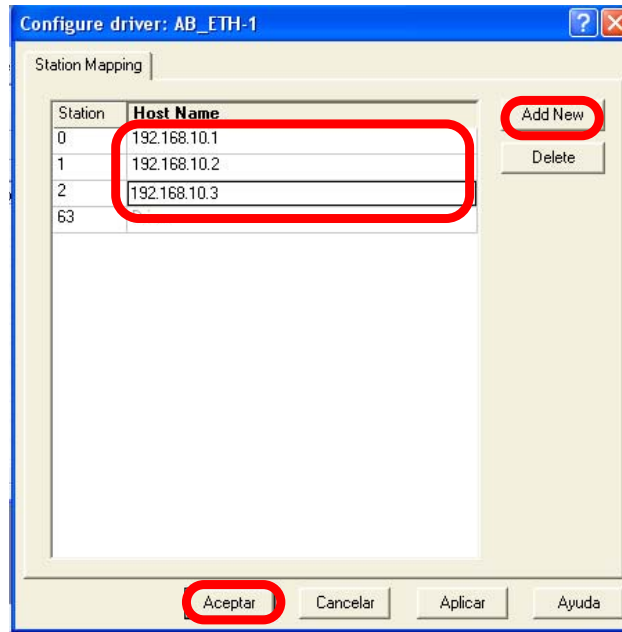 Configure driver: AB_ETH-1
Station Mapping
Station Host Name
0 192.168.10.1
1 192.168.10.2
2 192.168.10.3
63
Add New
Delete
Aceptar Cancelar Aplicar Ayuda